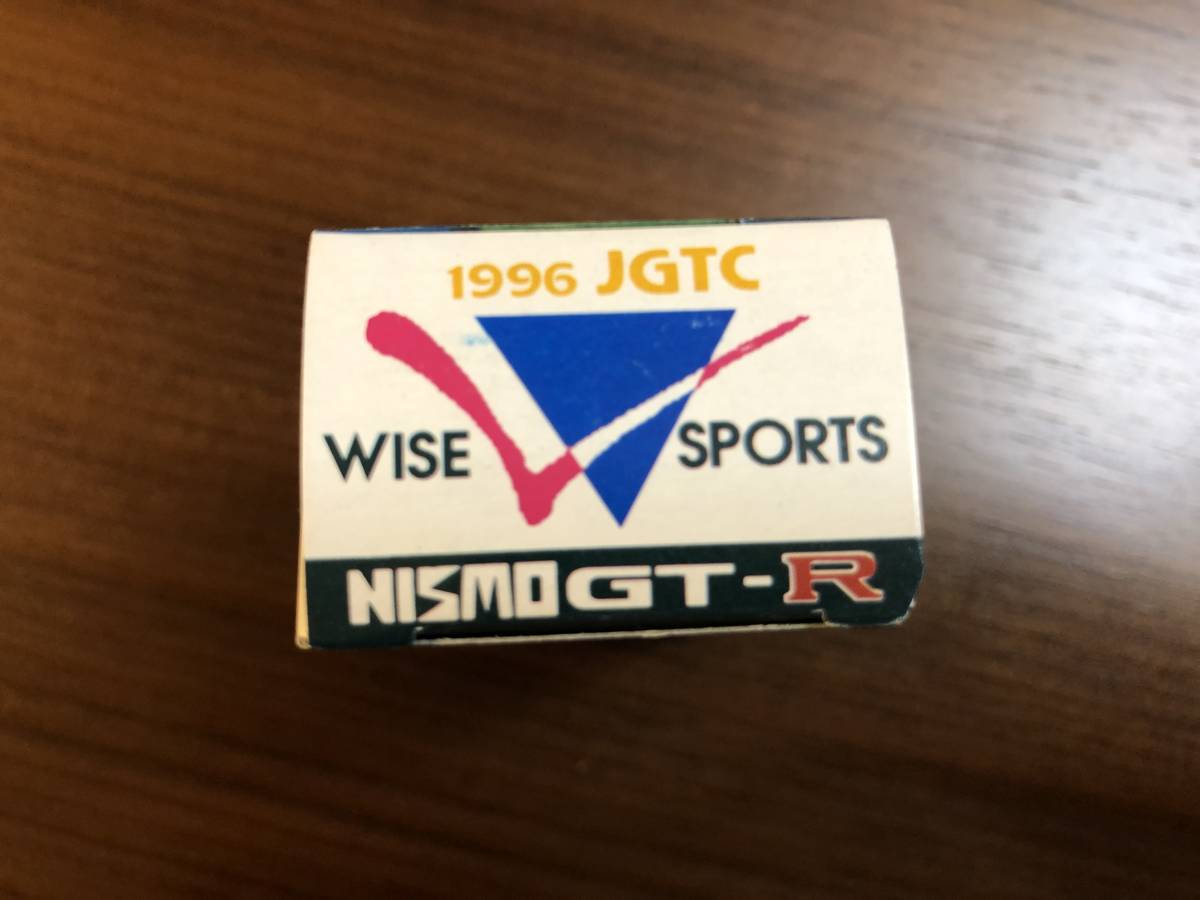 1996 JGTC
WISE SPORTS
NISMO GT-R